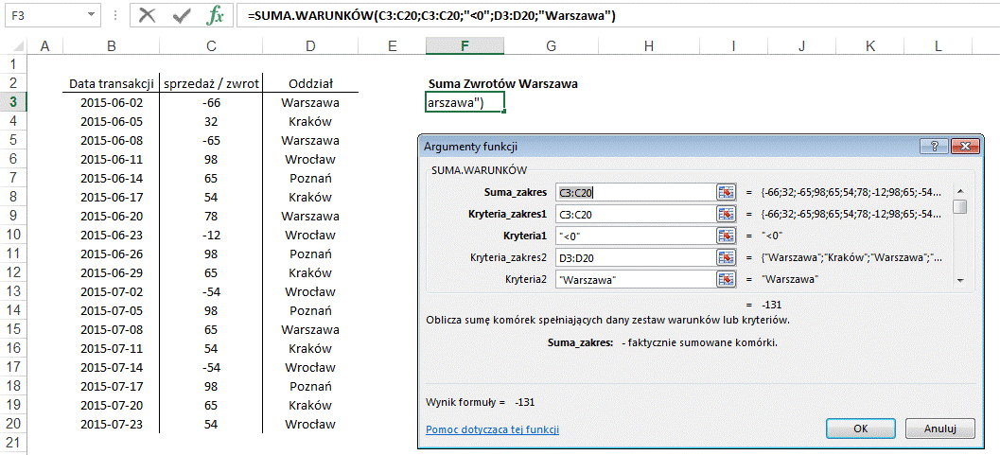 F3 fx =SUMA.WARUNKÓW(C3:C20;C3:C20;"<0";D3:D20;"Warszawa")
A B C D E F G H I J K L
1
2 Data transakcji sprzedaż / zwrot Oddział Suma Zwrotów Warszawa
3 2015-06-02 -66 Warszawa arszawa")
4 2015-06-05 32 Kraków
5 2015-06-08 -65 Warszawa
6 2015-06-11 98 Wrocław
7 2015-06-14 65 Poznań
8 2015-06-17 54 Kraków
9 2015-06-20 78 Warszawa
10 2015-06-23 -12 Wrocław
11 2015-06-26 98 Poznań
12 2015-06-29 65 Kraków
13 2015-07-02 -54 Wrocław
14 2015-07-05 98 Poznań
15 2015-07-08 65 Warszawa
16 2015-07-11 54 Kraków
17 2015-07-14 -54 Wrocław
18 2015-07-17 98 Poznań
19 2015-07-20 65 Kraków
20 2015-07-23 54 Wrocław
21
Argumenty funkcji
SUMA.WARUNKÓW
Suma_zakres C3:C20 = {-66;32;-65;98;65;54;78;-12;98;65;-54...
Kryteria_zakres1 C3:C20 = {-66;32;-65;98;65;54;78;-12;98;65;-54...
Kryteria1 "<0" = "<0"
Kryteria_zakres2 D3:D20 = {"Warszawa";"Kraków";"Warszawa";"...
Kryteria2 "Warszawa" = "Warszawa"
= -131
Oblicza sumę komórek spełniających dany zestaw warunków lub kryteriów.
Suma_zakres: - faktycznie sumowane komórki.
Wynik formuły = -131
Pomoc dotycząca tej funkcji
OK Anuluj